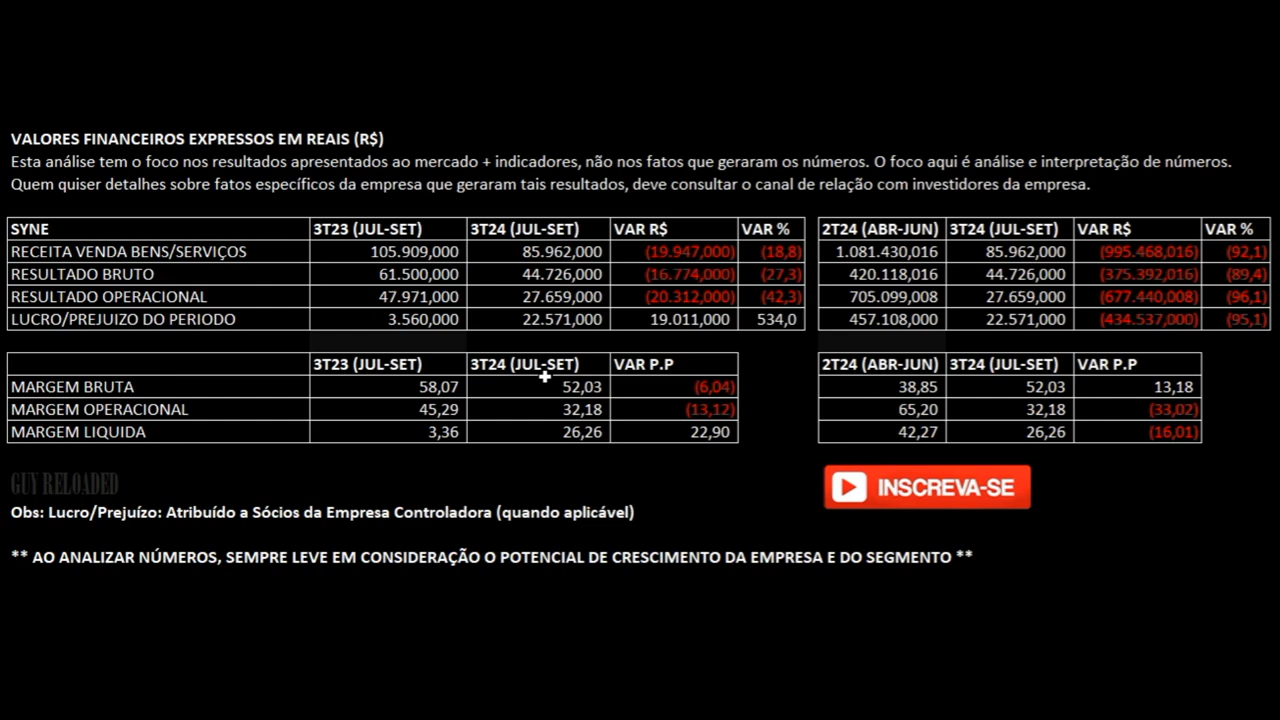 VALORES FINANCEIROS EXPRESSOS EM REAIS (R$)
Esta análise tem o foco nos resultados apresentados ao mercado + indicadores, não nos fatos que geraram os números. O foco aqui é análise e interpretação de números.
Quem quiser detalhes sobre fatos específicos da empresa que geraram tais resultados, deve consultar o canal de relação com investidores da empresa.
SYNE 3T23 (JUL-SET) 3T24 (JUL-SET) VAR R$ VAR % 2T24 (ABR-JUN) 3T24 (JUL-SET) VAR R$ VAR %
RECEITA VENDA BENS/SERVIÇOS 105.909,000 85.962,000 (19.947,000) (18,8) 1.081.430,016 85.962,000 (995.468,016) (92,1)
RESULTADO BRUTO 61.500,000 44.726,000 (16.774,000) (27,3) 420.118,016 44.726,000 (375.392,016) (89,4)
RESULTADO OPERACIONAL 47.971,000 27.659,000 (20.312,000) (42,3) 705.099,008 27.659,000 (677.440,008) (96,1)
LUCRO/PREJUIZO DO PERIODO 3.560,000 22.571,000 19.011,000 534,0 457.108,000 22.571,000 (434.537,000) (95,1)
3T23 (JUL-SET) 3T24 (JUL-SET) VAR P.P 2T24 (ABR-JUN) 3T24 (JUL-SET) VAR P.P
MARGEM BRUTA 58,07 52,03 (6,04) 38,85 52,03 13,18
MARGEM OPERACIONAL 45,29 32,18 (13,12) 65,20 32,18 (33,02)
MARGEM LIQUIDA 3,36 26,26 22,90 42,27 26,26 (16,01)
GUY RELOADED
INSCREVA-SE
Obs: Lucro/Prejuízo: Atribuído a Sócios da Empresa Controladora (quando aplicável)
** AO ANALIZAR NÚMEROS, SEMPRE LEVE EM CONSIDERAÇÃO O POTENCIAL DE CRESCIMENTO DA EMPRESA E DO SEGMENTO **